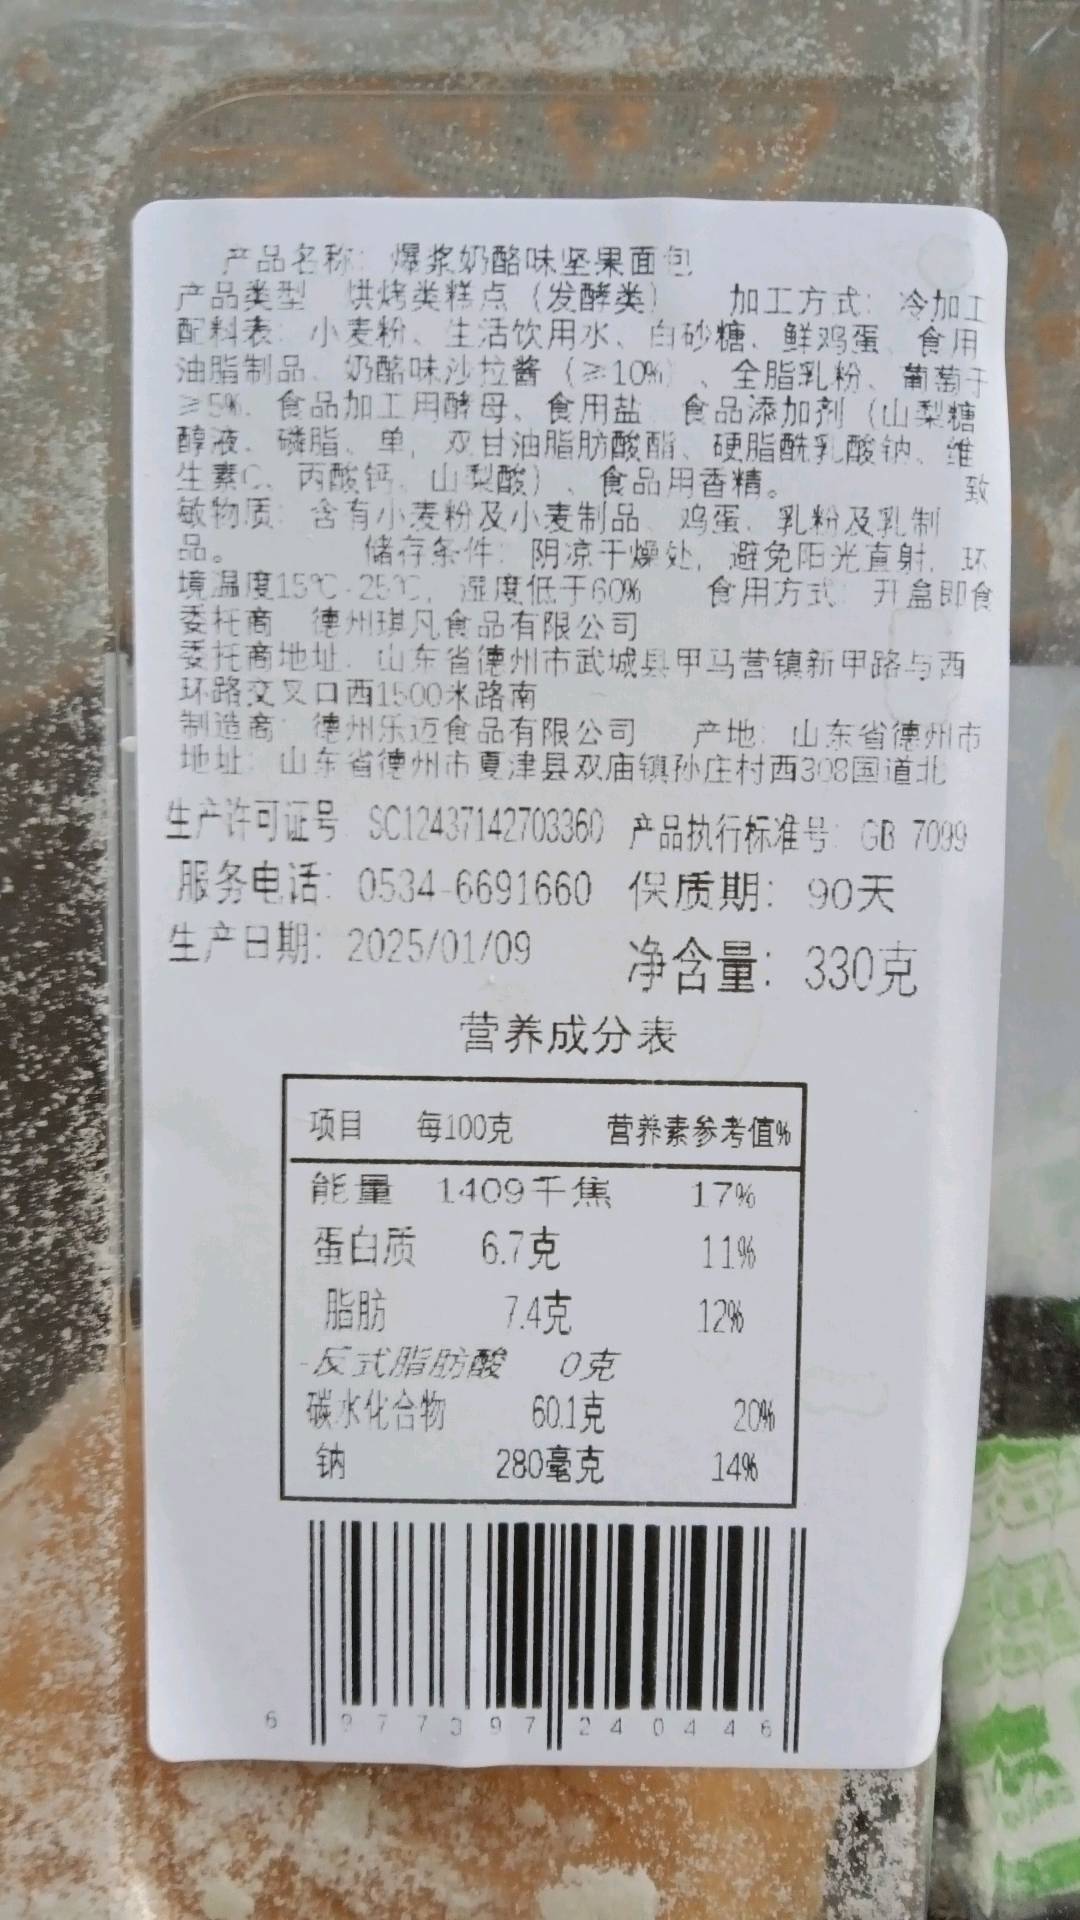 产品名称：爆浆奶酪味坚果面包
产品类型 烘烤类糕点（发酵类） 加工方式：冷加工
配料表：小麦粉、生活饮用水、白砂糖、鲜鸡蛋、食用
油脂制品、奶酪味沙拉酱（≥10%）、全脂乳粉、葡萄干
≥5%、食品加工用酵母、食用盐、食品添加剂（山梨糖
醇液、磷脂、单，双甘油脂肪酸酯、硬脂酰乳酸钠、维
生素C、丙酸钙、山梨酸）、食品用香精。 致
敏物质：含有小麦粉及小麦制品、鸡蛋、乳粉及乳制
品。 储存条件：阴凉干燥处，避免阳光直射，环
境温度15℃-25℃，湿度低于60% 食用方式：开盒即食
委托商 德州琪凡食品有限公司
委托商地址：山东省德州市武城县甲马营镇新甲路与西
环路交叉口西1500米路南
制造商：德州乐迈食品有限公司 产地：山东省德州市
地址：山东省德州市夏津县双庙镇孙庄村西308国道北
生产许可证号 SC12437142703360 产品执行标准号：GB 7099
服务电话：0534-6691660 保质期：90天
生产日期：2025/01/09 净含量：330克
营养成分表
项目 每100克 营养素参考值%
能量 1409千焦 17%
蛋白质 6.7克 11%
脂肪 7.4克 12%
-反式脂肪酸 0克
碳水化合物 60.1克 20%
钠 280毫克 14%
6 977397 240446